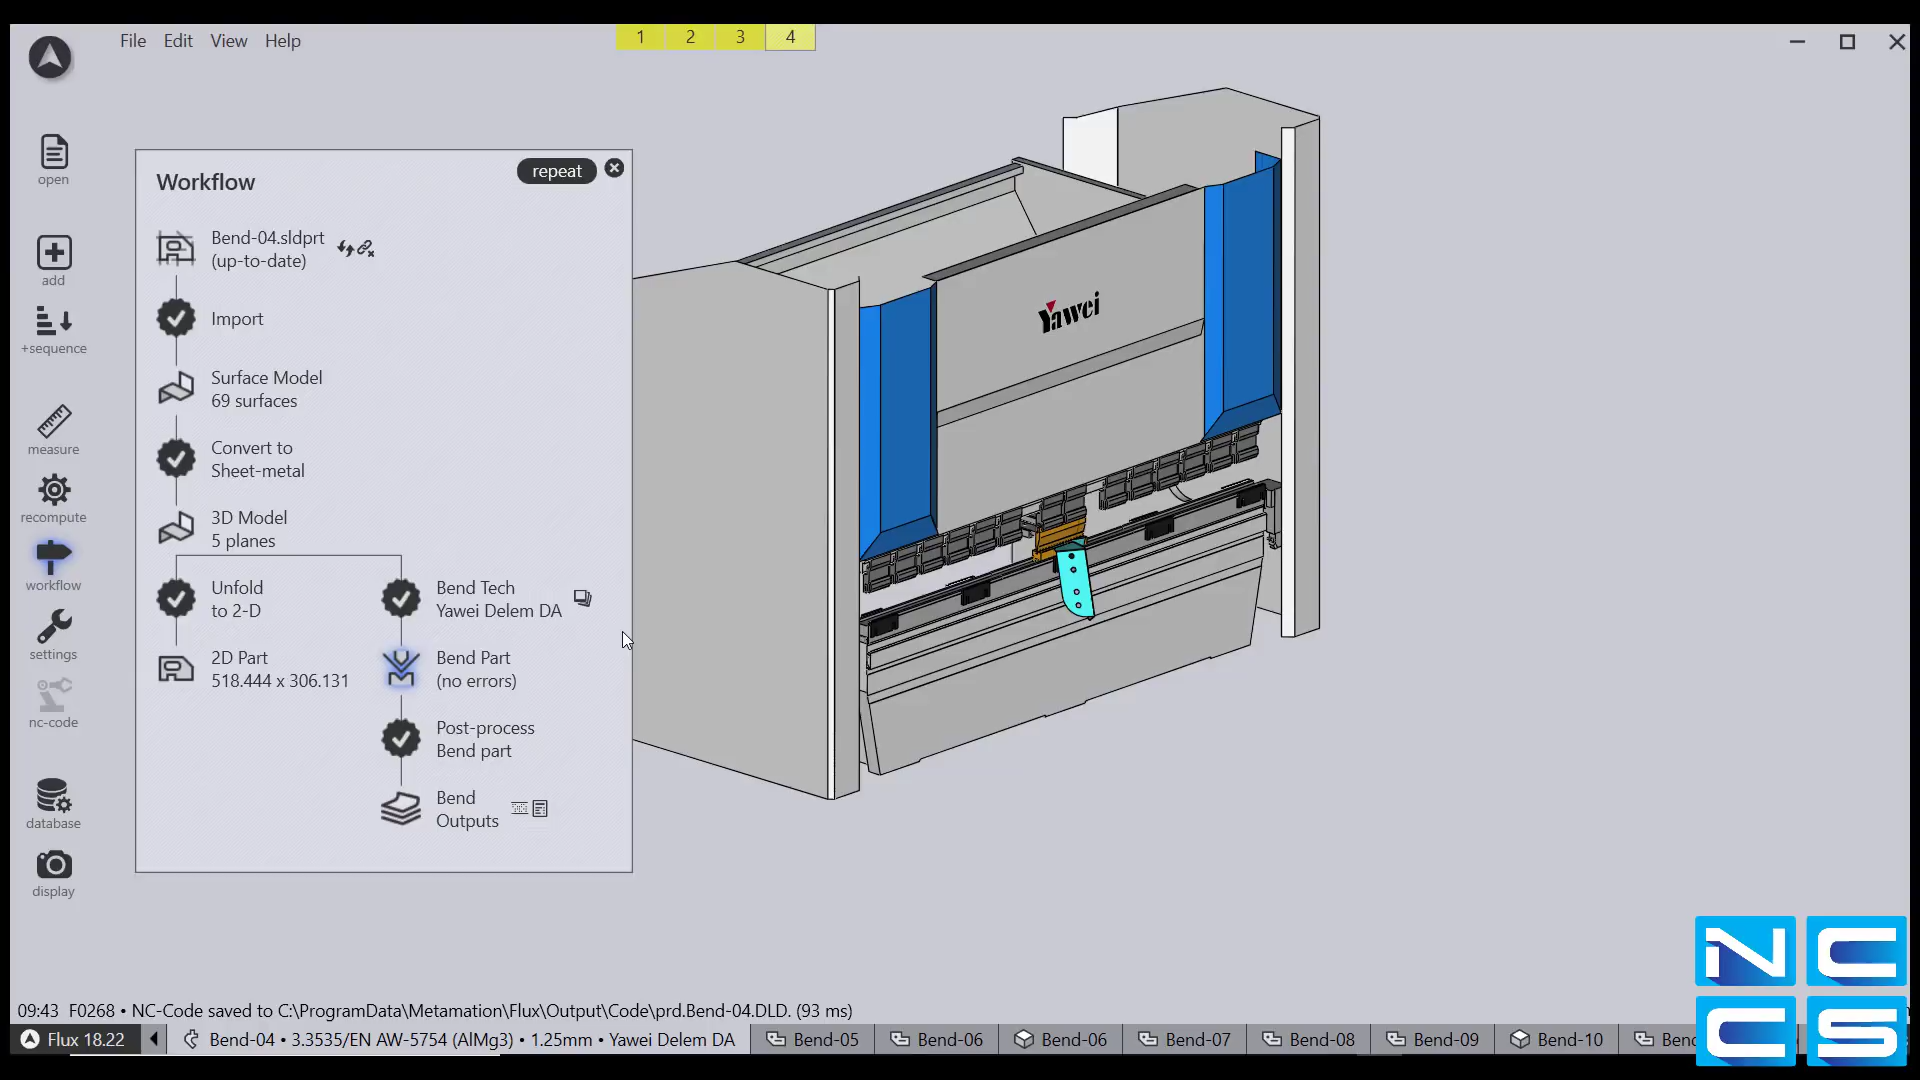 File Edit View Help
1 2 3 4
open
add
+sequence
measure
recompute
workflow
settings
nc-code
database
display
Workflow
repeat
Bend-04.sldprt
(up-to-date)
Import
Surface Model
69 surfaces
Convert to
Sheet-metal
3D Model
5 planes
Unfold
to 2-D
2D Part
518.444 x 306.131
Bend Tech
Yawei Delem DA
Bend Part
(no errors)
Post-process
Bend part
Bend
Outputs
Yawei
09:43 F0268 • NC-Code saved to C:\ProgramData\Metamation\Flux\Output\Code\prd.Bend-04.DLD. (93 ms)
Flux 18.22
Bend-04 • 3.3535/EN AW-5754 (AlMg3) • 1.25mm • Yawei Delem DA
Bend-05
Bend-06
Bend-06
Bend-07
Bend-08
Bend-09
Bend-10
NC
CS